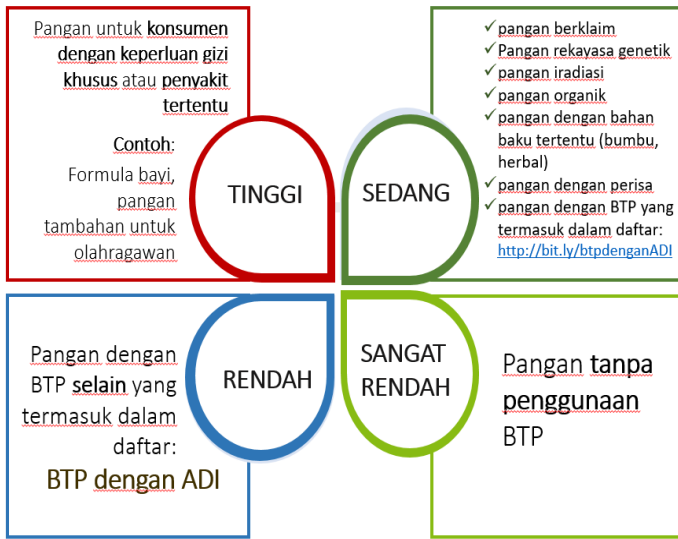 Pangan untuk konsumen
dengan keperluan gizi
khusus atau penyakit
tertentu
Contoh:
Formula bayi,
pangan
tambahan untuk
olahragawan
TINGGI
SEDANG
✓pangan berklaim
✓Pangan rekayasa genetik
✓pangan iradiasi
✓pangan organik
✓pangan dengan bahan
baku tertentu (bumbu,
herbal)
✓pangan dengan perisa
✓pangan dengan BTP yang
termasuk dalam daftar:
http://bit.ly/btpdenganADI
Pangan dengan
BTP selain yang
termasuk dalam
daftar:
BTP dengan ADI
RENDAH
SANGAT
RENDAH
Pangan tanpa
penggunaan
BTP